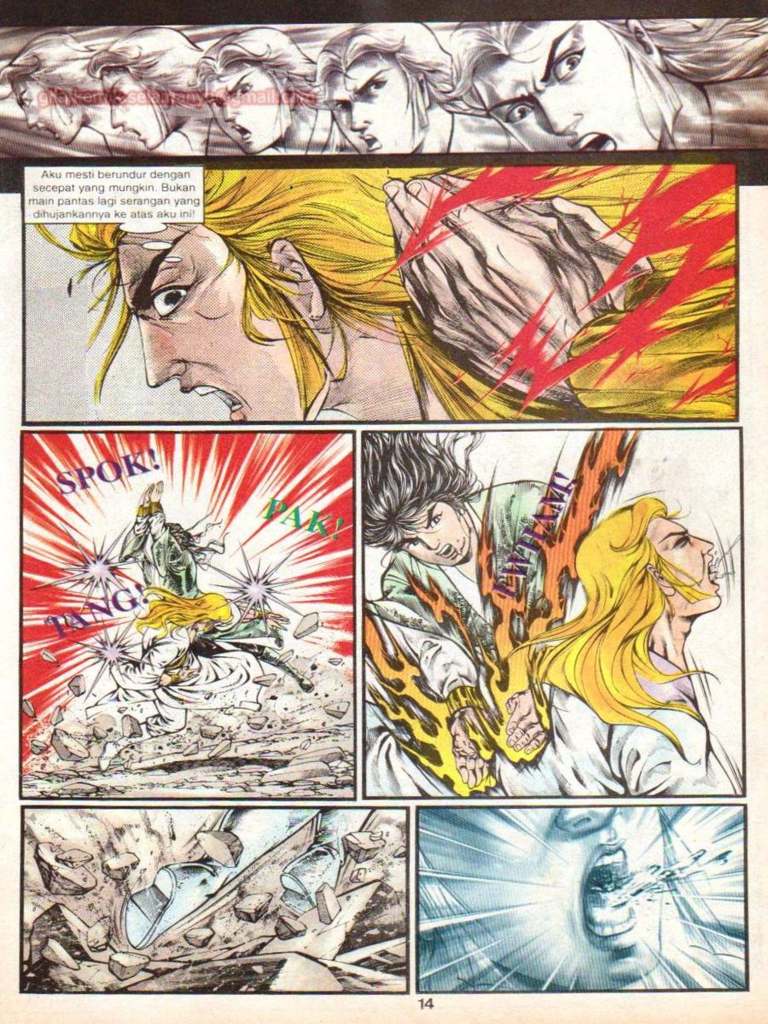 Aku mesti berundur dengan
secepat yang mungkin. Bukan
main pantas lagi serangan yang
dihujankannya ke atas aku ini!
SPOK!
PAK!
TANG!
EWHAM!
14